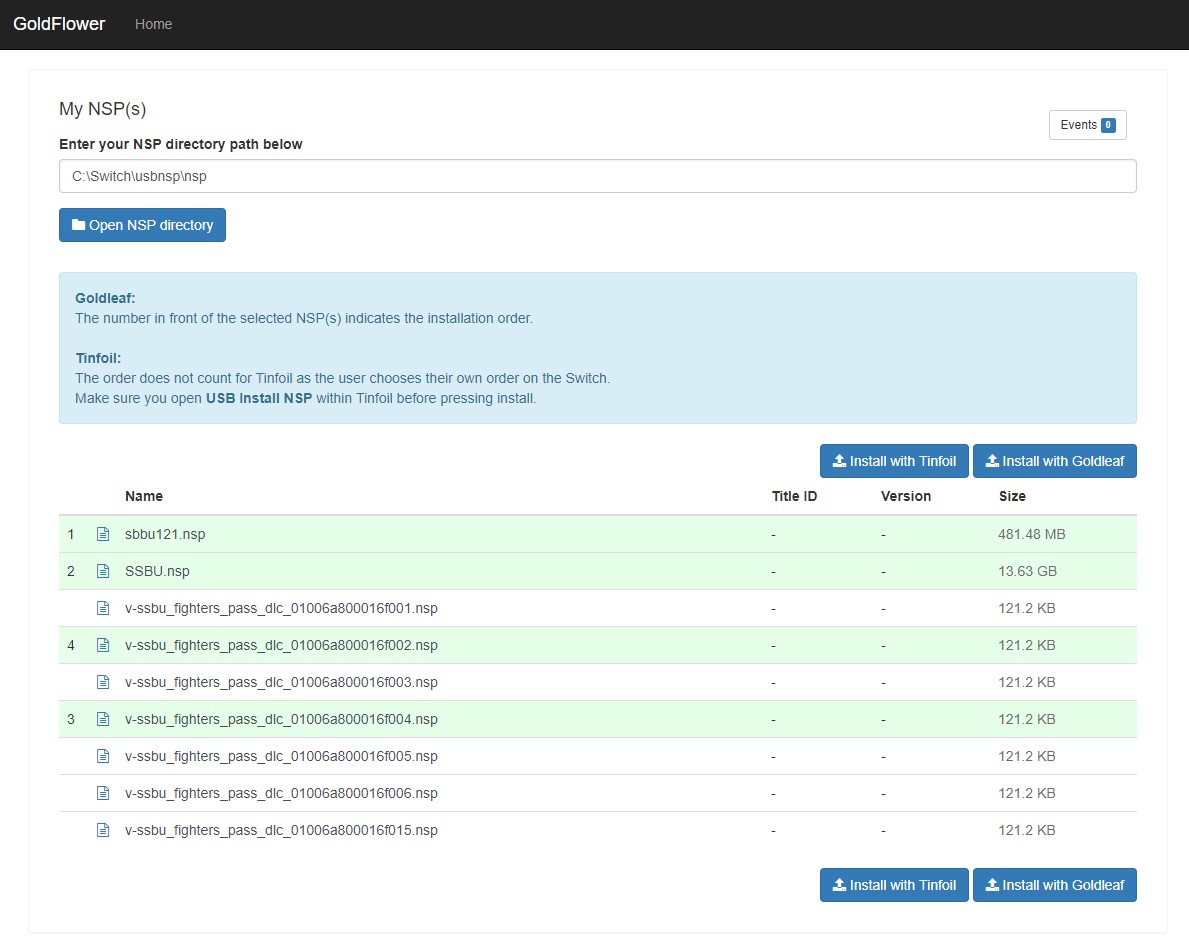 GoldFlower Home
My NSP(s)
Events 0
Enter your NSP directory path below
C:\Switch\usbnsp\nsp
Open NSP directory
Goldleaf:
The number in front of the selected NSP(s) indicates the installation order.
Tinfoil:
The order does not count for Tinfoil as the user chooses their own order on the Switch.
Make sure you open USB Install NSP within Tinfoil before pressing install.
Install with Tinfoil Install with Goldleaf
Name Title ID Version Size
1 sbbu121.nsp - - 481.48 MB
2 SSBU.nsp - - 13.63 GB
v-ssbu_fighters_pass_dlc_01006a800016f001.nsp - - 121.2 KB
4 v-ssbu_fighters_pass_dlc_01006a800016f002.nsp - - 121.2 KB
v-ssbu_fighters_pass_dlc_01006a800016f003.nsp - - 121.2 KB
3 v-ssbu_fighters_pass_dlc_01006a800016f004.nsp - - 121.2 KB
v-ssbu_fighters_pass_dlc_01006a800016f005.nsp - - 121.2 KB
v-ssbu_fighters_pass_dlc_01006a800016f006.nsp - - 121.2 KB
v-ssbu_fighters_pass_dlc_01006a800016f015.nsp - - 121.2 KB
Install with Tinfoil Install with Goldleaf